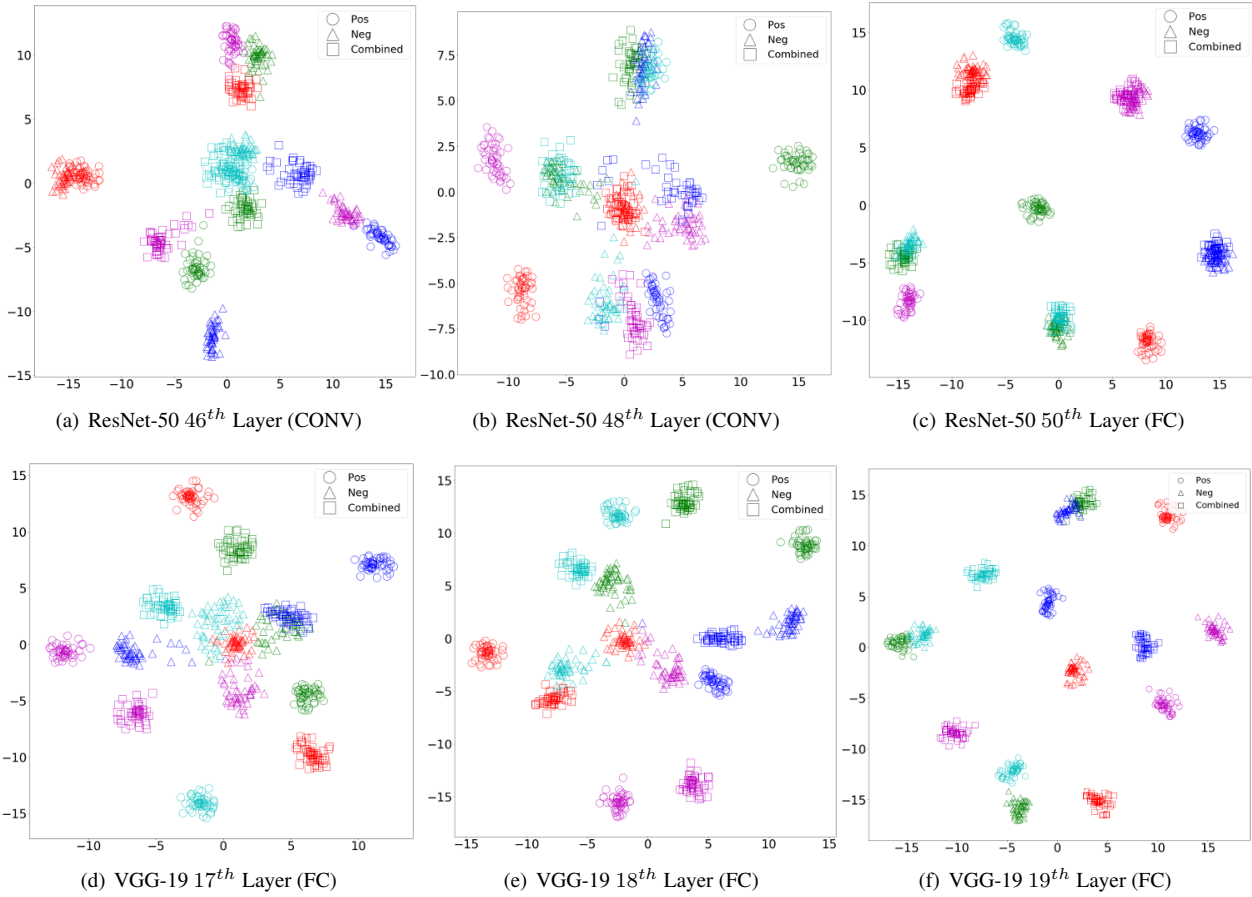 Pos
Neg
Combined
10
5
0
−5
−10
−15
−15 −10 −5 0 5 10 15
(a) ResNet-50 46th Layer (CONV)
Pos
Neg
Combined
7.5
5.0
2.5
0.0
−2.5
−5.0
−7.5
−10.0
−10 −5 0 5 10 15
(b) ResNet-50 48th Layer (CONV)
Pos
Neg
Combined
15
10
5
0
−5
−10
−15 −10 −5 0 5 10 15
(c) ResNet-50 50th Layer (FC)
Pos
Neg
Combined
15
10
5
0
−5
−10
−15
−10 −5 0 5 10 15
(d) VGG-19 17th Layer (FC)
Pos
Neg
Combined
15
10
5
0
−5
−10
−15
−15 −10 −5 0 5 10 15
(e) VGG-19 18th Layer (FC)
Pos
Neg
Combined
15
10
5
0
−5
−10
−15
−15 −10 −5 0 5 10 15
(f) VGG-19 19th Layer (FC)